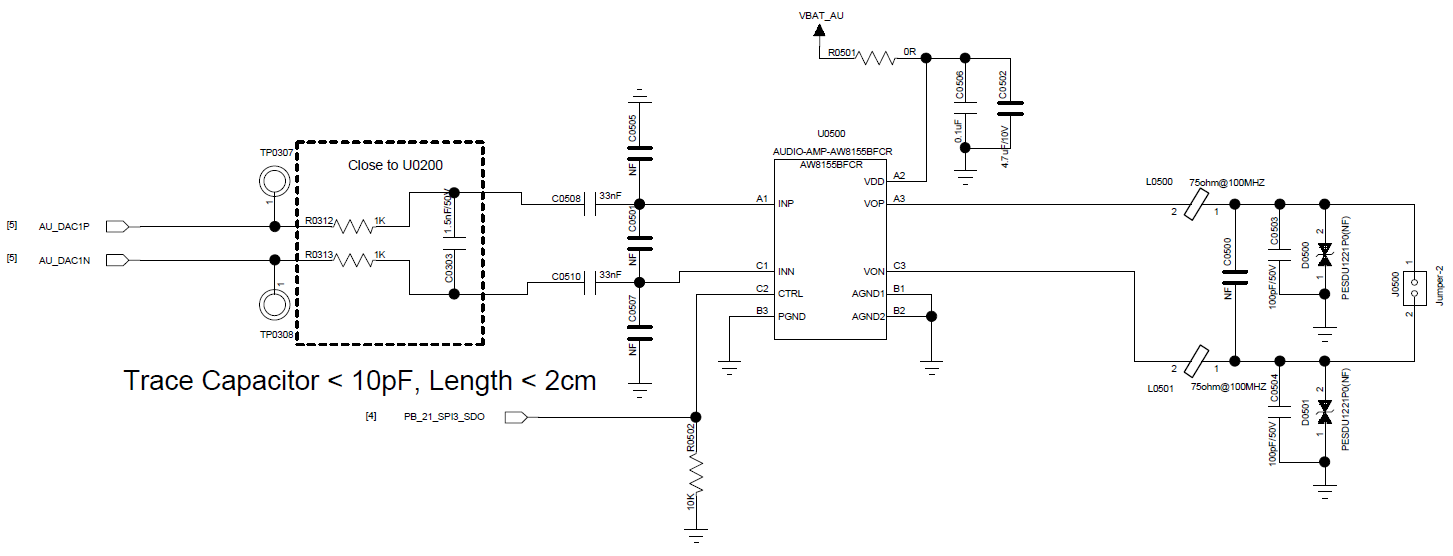 VBAT_AU
R0501
0R
C0506
0.1uF
C0502
4.7uF/10V
U0500
AUDIO-AMP-AW8155BFCR
AW8155BFCR
TP0307
1
Close to U0200
C0505
NF
[5]
AU_DAC1P
R0312
1K
1.5nF/50V
C0303
C0508
33nF
C0501
NF
A1
INP
VDD
A2
VOP
A3
L0500
75ohm@100MHZ
2
1
[5]
AU_DAC1N
R0313
1K
C0510
33nF
C1
INN
VON
C3
C0500
NF
C0503
100pF/50V
D0500
2
1
PESDU1221P0(NF)
J0500
1
2
Jumper-2
1
TP0308
C0507
NF
C2
CTRL
AGND1
B1
B3
PGND
AGND2
B2
L0501
75ohm@100MHZ
2
1
C0504
100pF/50V
D0501
2
1
PESDU1221P0(NF)
Trace Capacitor < 10pF, Length < 2cm
[4]
PB_21_SPI3_SDO
R0502
10K